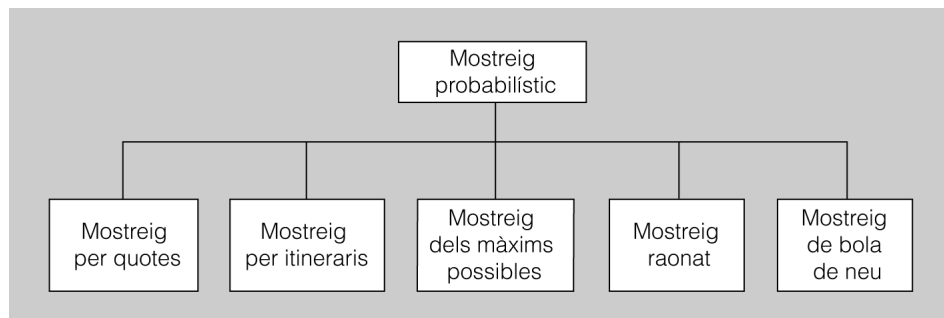 Mostreig
probabilístic
Mostreig
per quotes
Mostreig
per itineraris
Mostreig
dels màxims
possibles
Mostreig
raonat
Mostreig
de bola
de neu